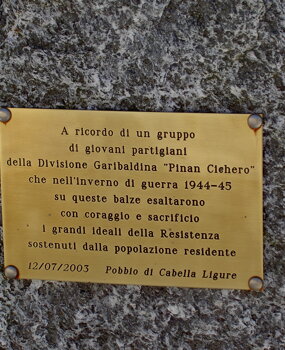 A ricordo di un gruppo
di giovani partigiani
della Divisione Garibaldina "Pinan Cichero"
che nell'inverno di guerra 1944-45
su queste balze esaltarono
con coraggio e sacrificio
i grandi ideali della Resistenza
sostenuti dalla popolazione residente
12/07/2003 Pobbio di Cabella Ligure